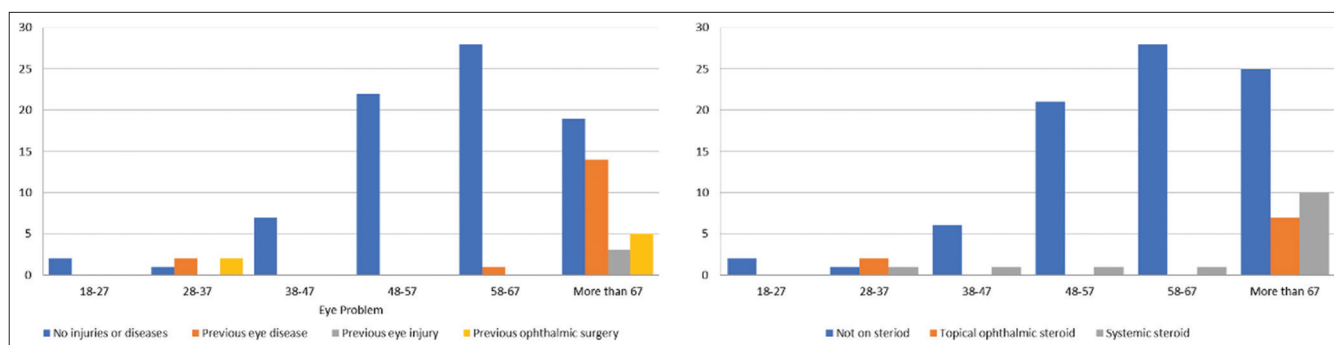 30
25
20
15
10
5
0
18-27 28-37 38-47 48-57 58-67 More than 67
Eye Problem
No injuries or diseases Previous eye disease Previous eye injury Previous ophthalmic surgery
30
25
20
15
10
5
0
18-27 28-37 38-47 48-57 58-67 More than 67
Not on steriod Topical ophthalmic steroid Systemic steroid